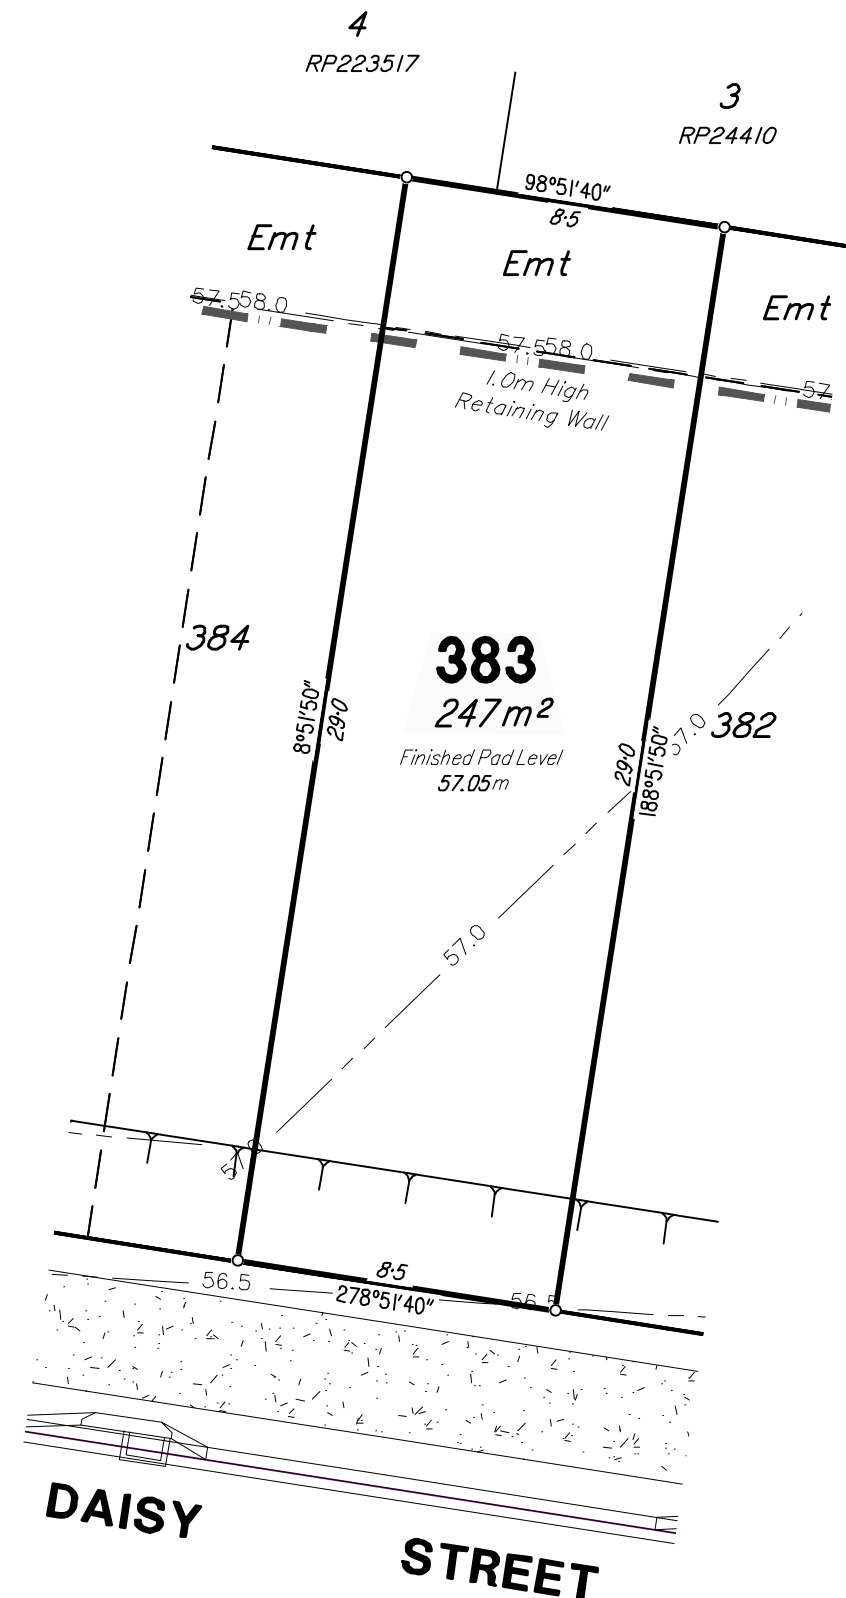 4
RP223517
3
RP24410
98°51'40"
8·5
Emt
Emt
Emt
57.5 58.0
57.5 58.0
57.
1.0m High
Retaining Wall
384
383
247m²
Finished Pad Level
57.05m
8°51'50"
29·0
29·0
188°51'50"
57.0
382
57.0
8·5
278°51'40"
56.5
56.5
DAISY
STREET